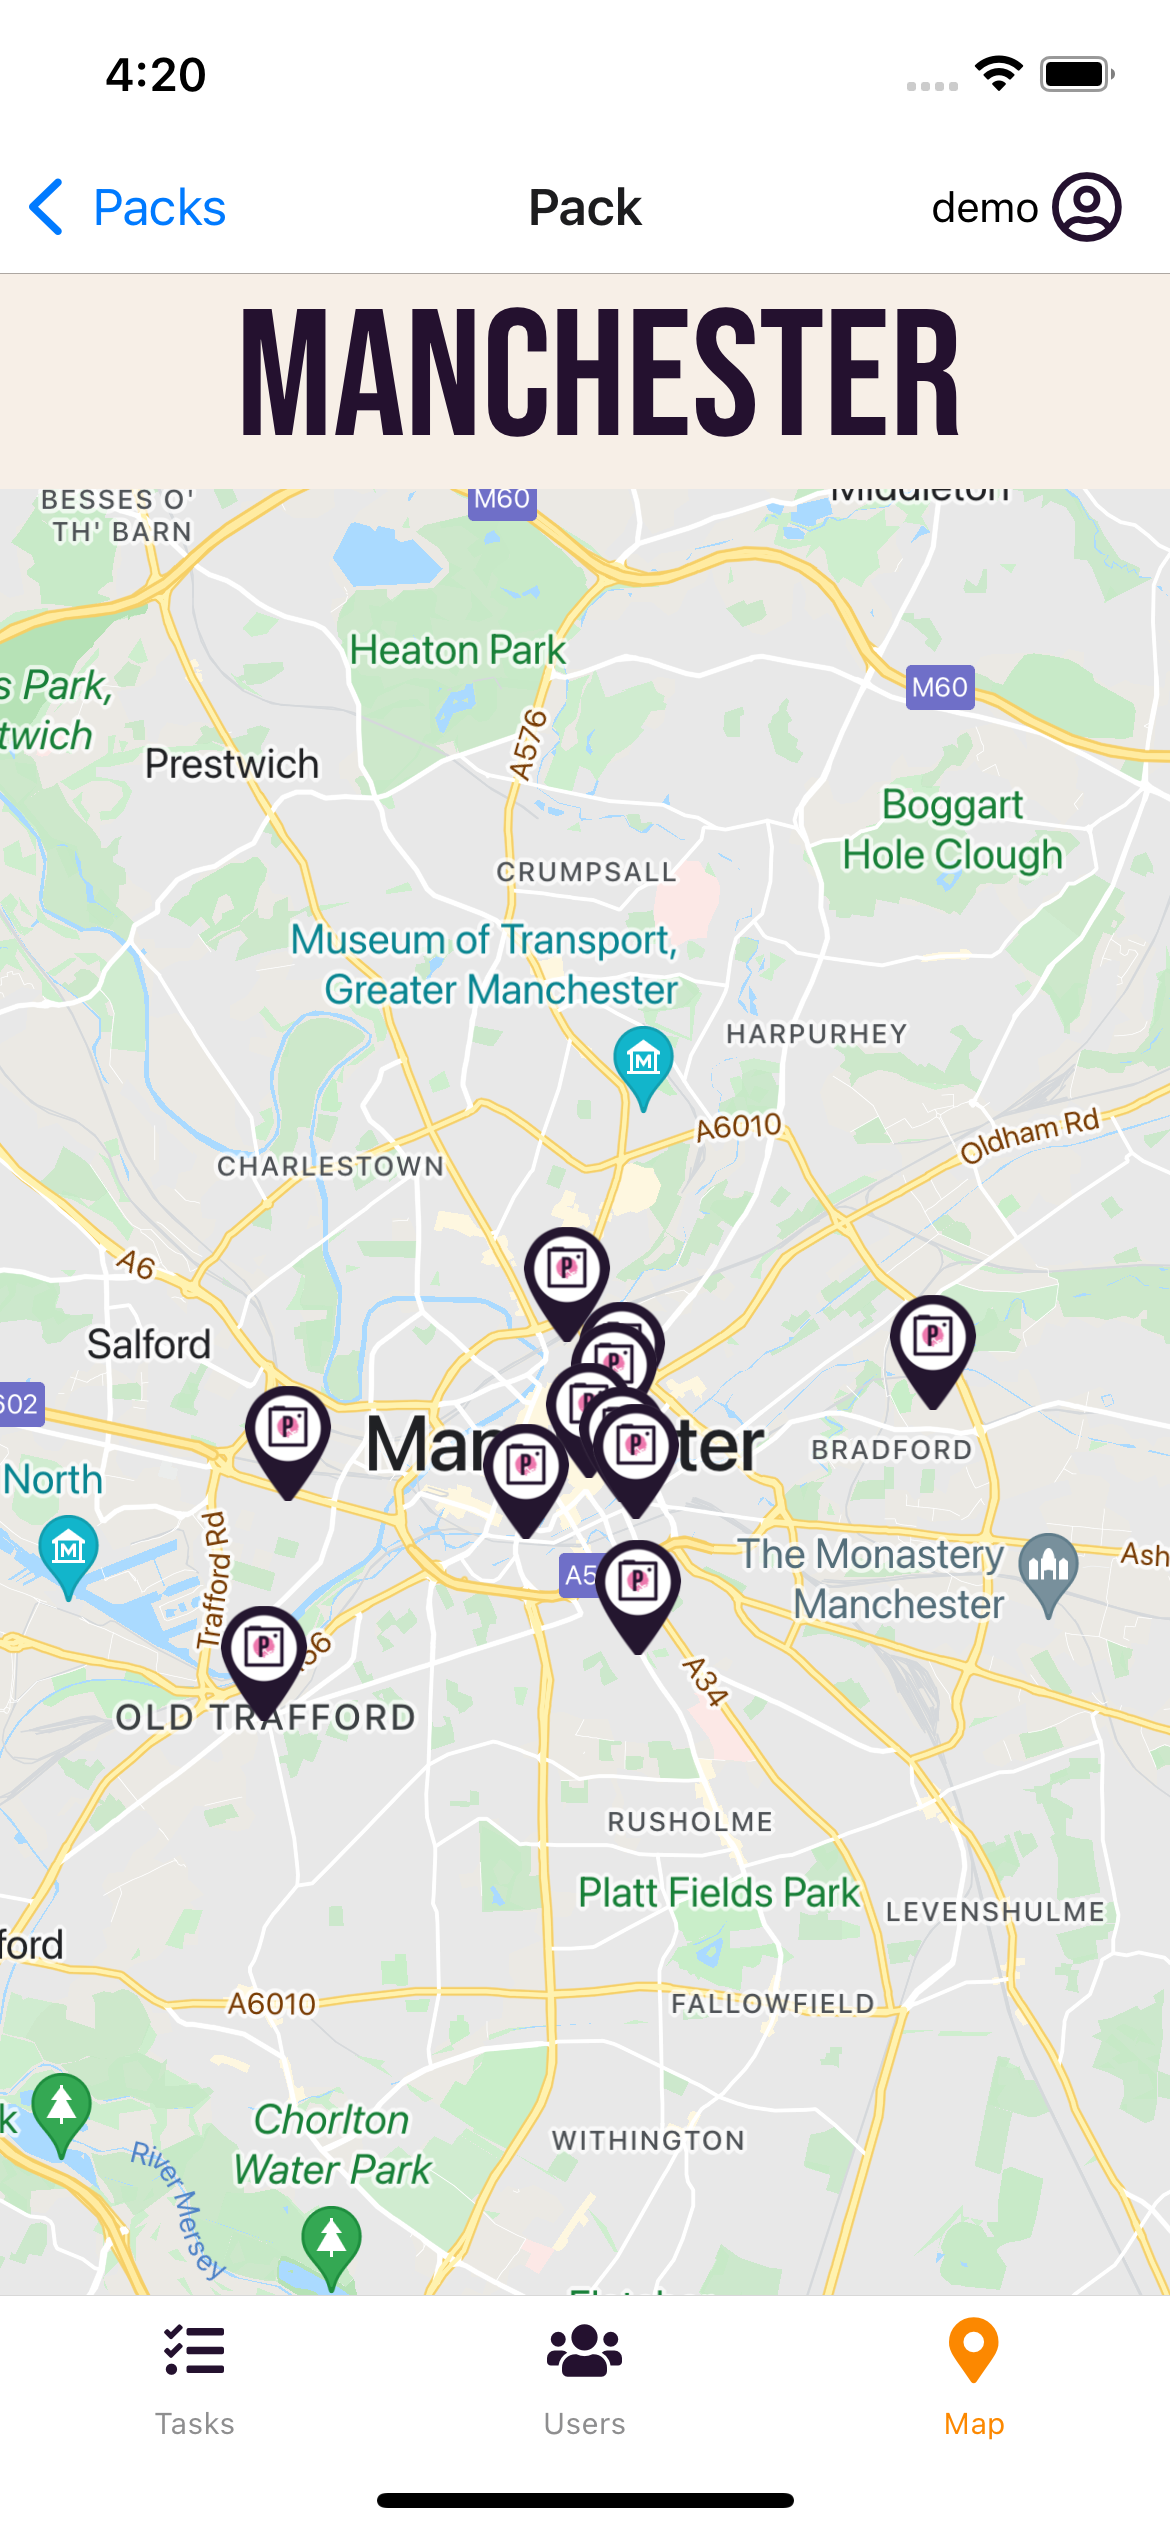 4:20
Packs
Pack
demo
MANCHESTER
BESSES O'
TH' BARN
M60
Middleton
Heaton Park
s Park,
twich
M60
A576
Prestwich
Boggart
Hole Clough
CRUMPSALL
Museum of Transport,
Greater Manchester
HARPURHEY
A6010
Oldham Rd
CHARLESTOWN
A6
P
Salford
P
P
602
P
P
Man
ter
P
P
BRADFORD
North
Trafford Rd
A5
P
The Monastery
Manchester
Ash
P
56
A34
OLD TRAFFORD
RUSHOLME
Platt Fields Park
LEVENSHULME
ford
A6010
FALLOWFIELD
k
Chorlton
Water Park
WITHINGTON
River Mersey
Tasks
Users
Map